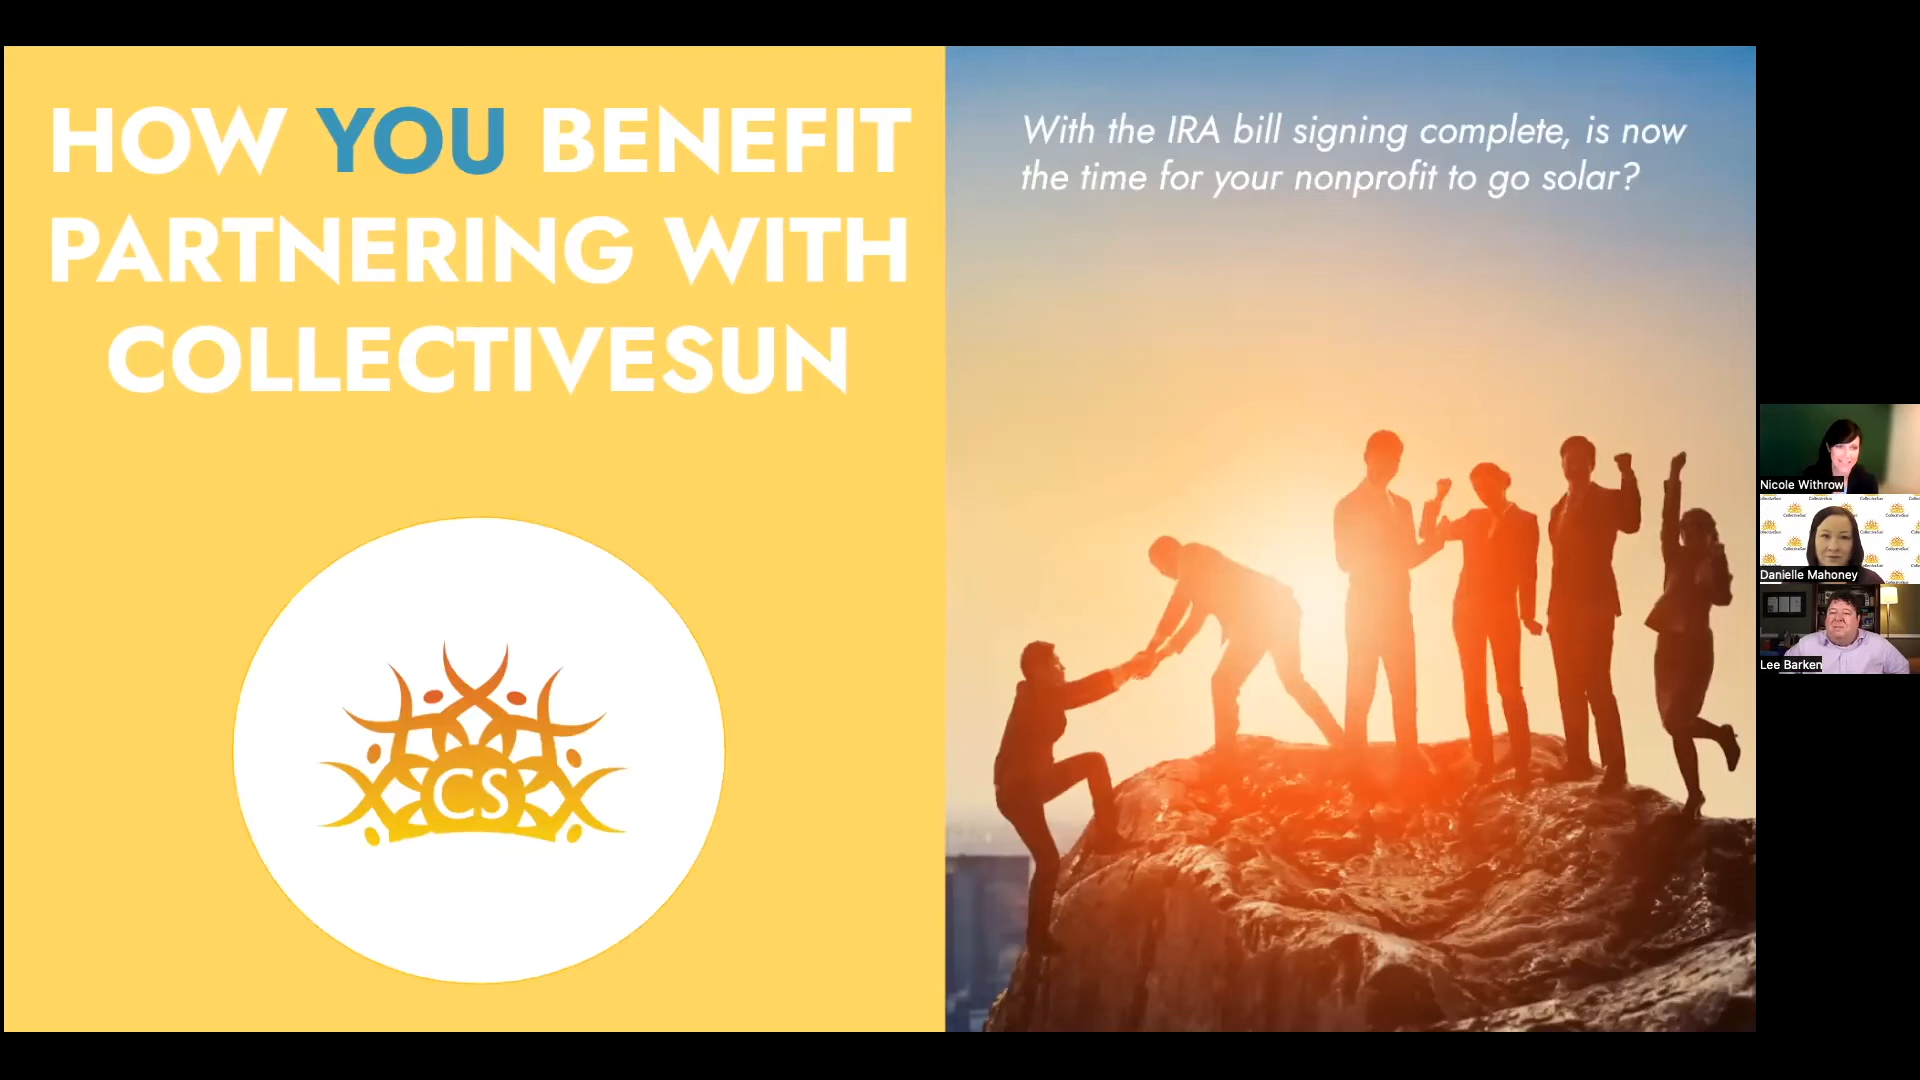 HOW YOU BENEFIT
PARTNERING WITH
COLLECTIVESUN
CS
With the IRA bill signing complete, is now
the time for your nonprofit to go solar?
Nicole Withrow
CollectiveSun
Danielle Mahoney
Lee Barken